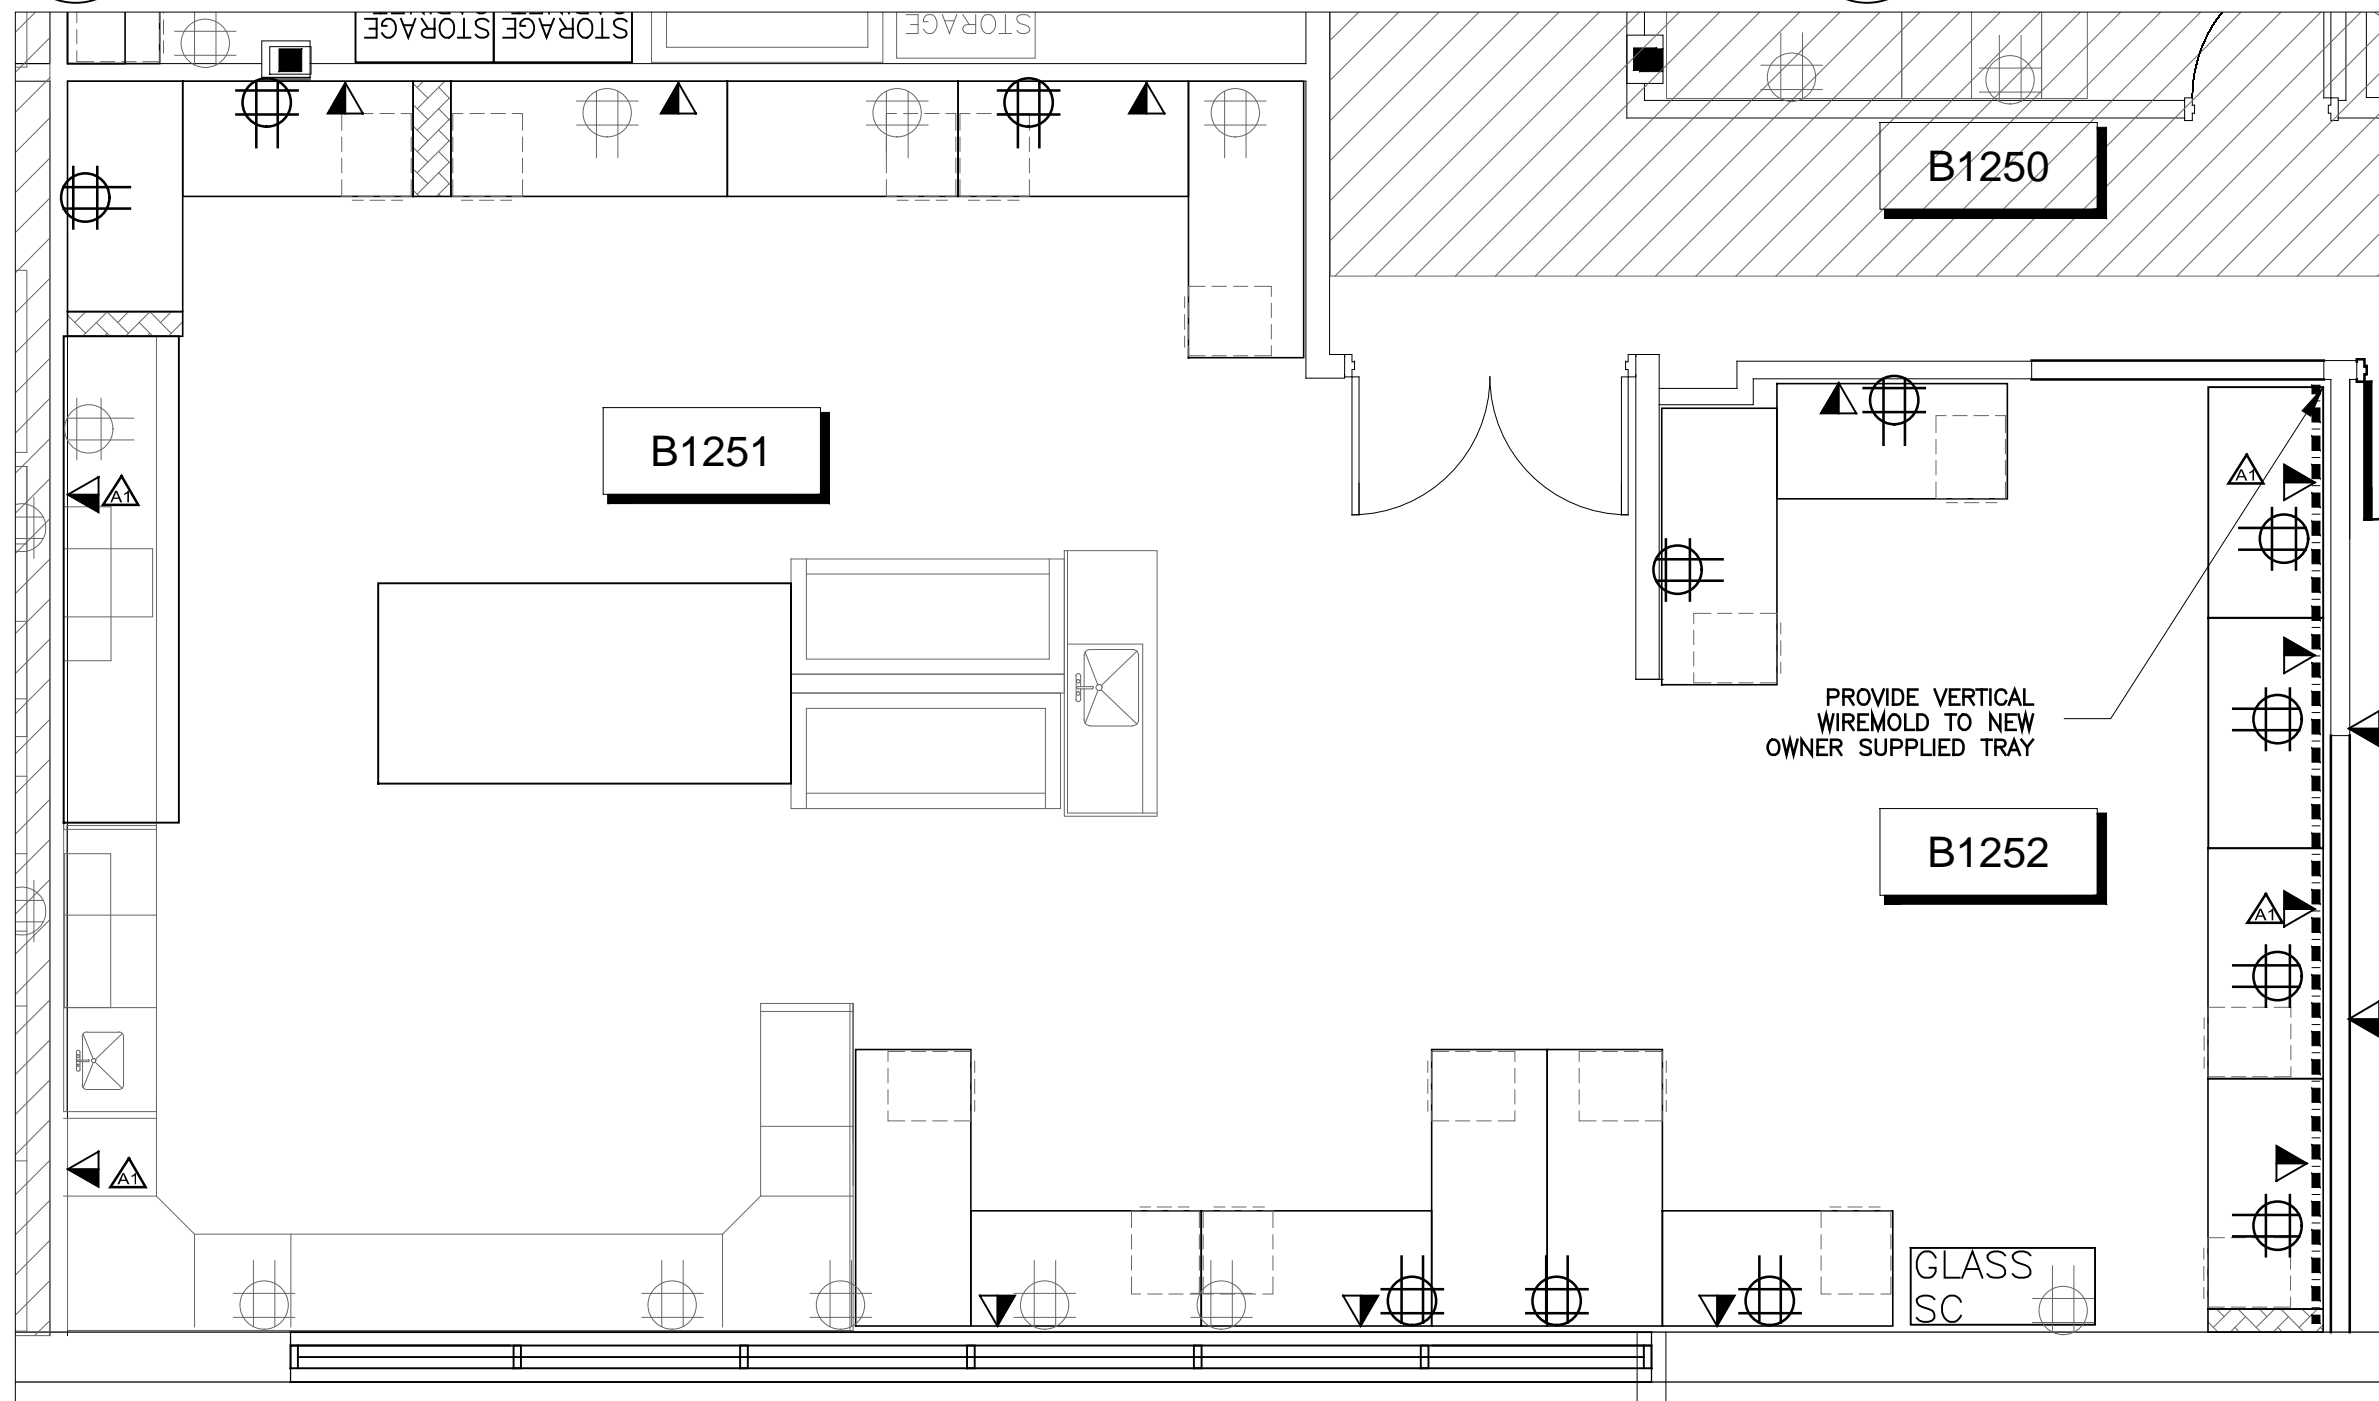 STORAGE
STORAGE
STORAGE
B1250
B1251
A1
A1
PROVIDE VERTICAL
WIREMOLD TO NEW
OWNER SUPPLIED TRAY
B1252
A1
A1
GLASS
SC